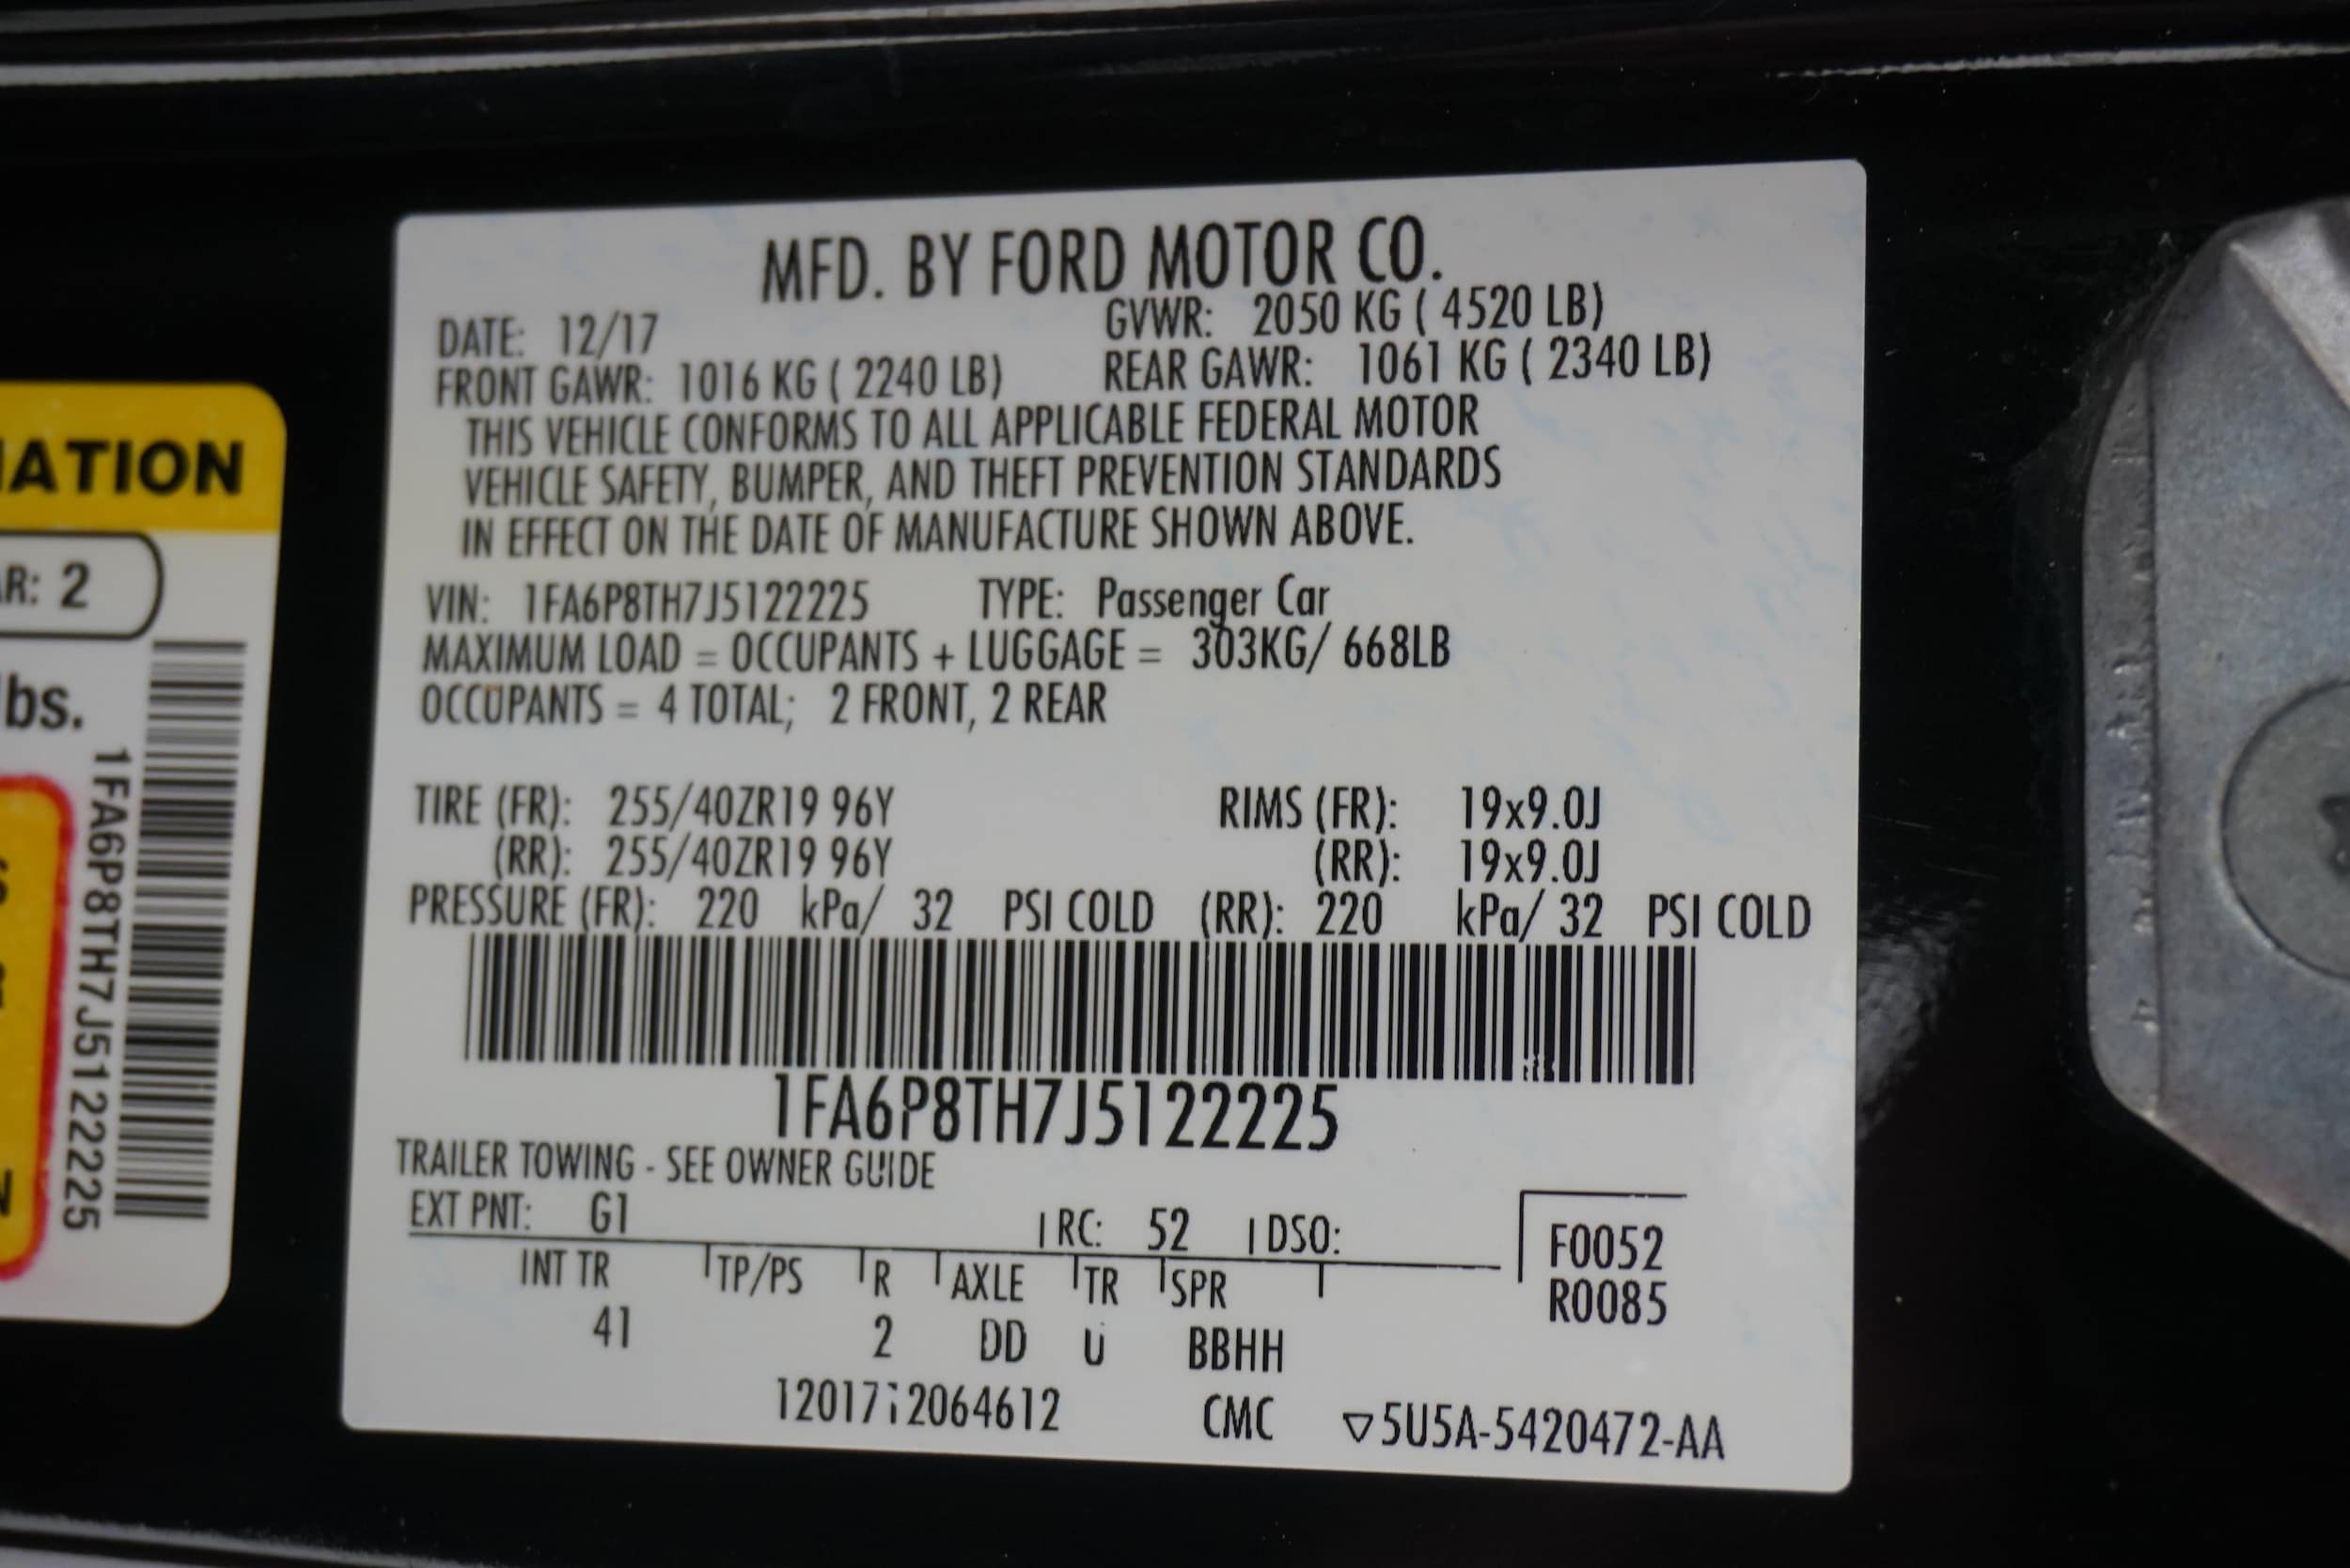 MFD. BY FORD MOTOR CO.
DATE: 12/17 GVWR: 2050 KG ( 4520 LB)
FRONT GAWR: 1016 KG ( 2240 LB) REAR GAWR: 1061 KG ( 2340 LB)
THIS VEHICLE CONFORMS TO ALL APPLICABLE FEDERAL MOTOR
VEHICLE SAFETY, BUMPER, AND THEFT PREVENTION STANDARDS
IN EFFECT ON THE DATE OF MANUFACTURE SHOWN ABOVE.
VIN: 1FA6P8TH7J5122225 TYPE: Passenger Car
MAXIMUM LOAD = OCCUPANTS + LUGGAGE = 303KG/ 668LB
OCCUPANTS = 4 TOTAL; 2 FRONT, 2 REAR
TIRE (FR): 255/40ZR19 96Y RIMS (FR): 19x9.0J
(RR): 255/40ZR19 96Y (RR): 19x9.0J
PRESSURE (FR): 220 kPa/ 32 PSI COLD (RR): 220 kPa/ 32 PSI COLD
1FA6P8TH7J5122225
TRAILER TOWING - SEE OWNER GUIDE
EXT PNT: G1 RC: 52 DSO:
F0052
R0085
INT TR TP/PS R AXLE TR SPR
41 2 DD U BBHH
CMC ▽5U5A-5420472-AA
ATION
R: 2
lbs.
1FA6P8TH7J5122225